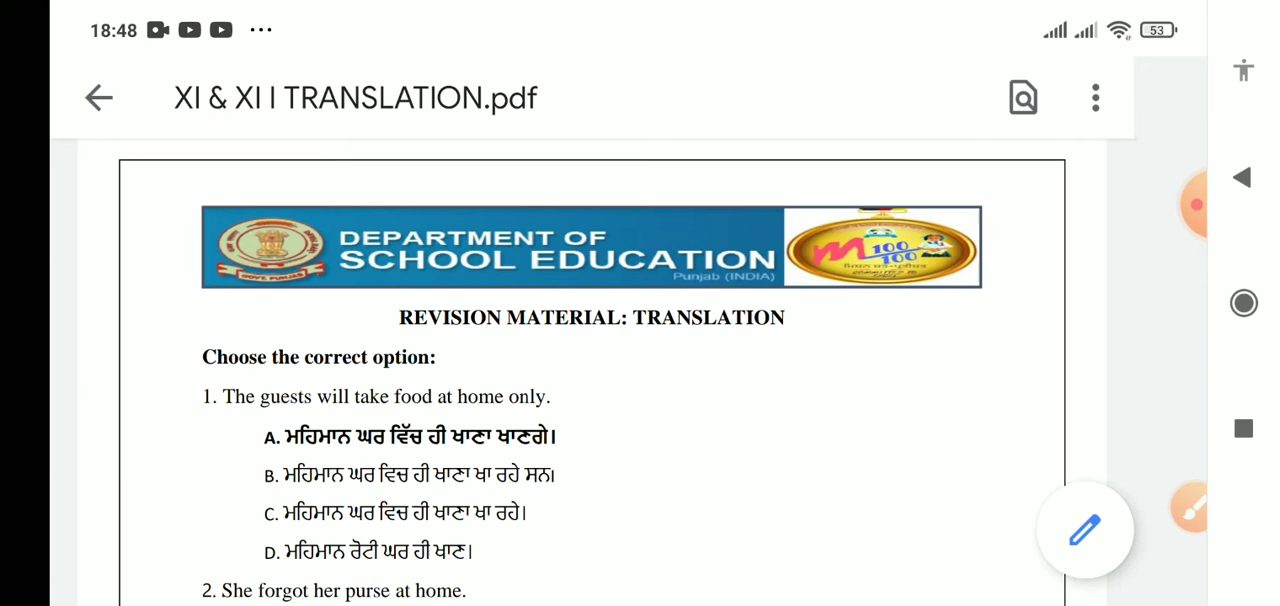 18:48
53
XI & XI I TRANSLATION.pdf
DEPARTMENT OF
SCHOOL EDUCATION
Punjab (INDIA)
GOVT. PUNJAB
m 100
100
REVISION MATERIAL: TRANSLATION
Choose the correct option:
1. The guests will take food at home only.
A. ਮਹਿਮਾਨ ਘਰ ਵਿੱਚ ਹੀ ਖਾਣਾ ਖਾਣਗੇ।
B. ਮਹਿਮਾਨ ਘਰ ਵਿਚ ਹੀ ਖਾਣਾ ਖਾ ਰਹੇ ਸਨ।
C. ਮਹਿਮਾਨ ਘਰ ਵਿਚ ਹੀ ਖਾਣਾ ਖਾ ਰਹੇ।
D. ਮਹਿਮਾਨ ਰੋਟੀ ਘਰ ਹੀ ਖਾਣ।
2. She forgot her purse at home.